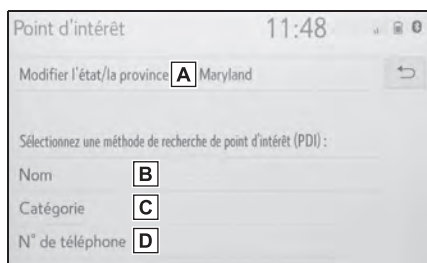 Point d'intérêt 11:48
Modifier l'état/la province A Maryland
Sélectionnez une méthode de recherche de point d'intérêt (PDI) :
Nom B
Catégorie C
N° de téléphone D